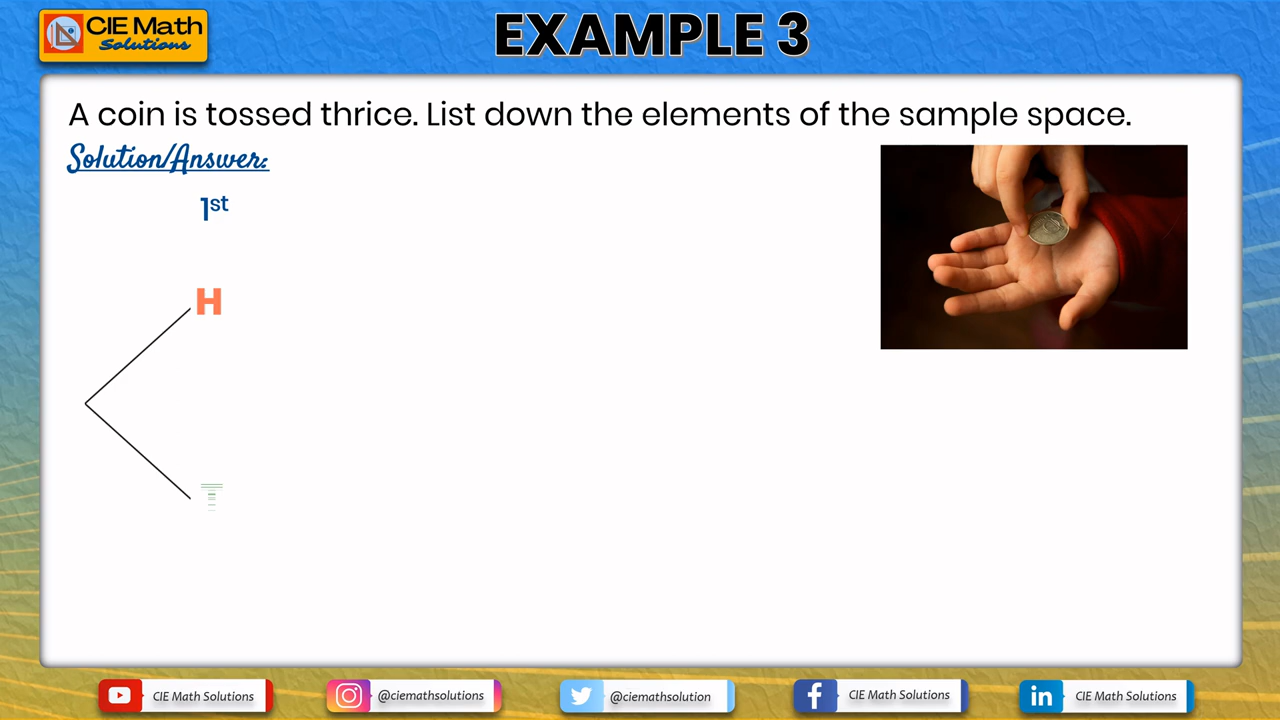 CIE Math
Solutions
EXAMPLE 3
A coin is tossed thrice. List down the elements of the sample space.
Solution/Answer:
1st
H
T
CIE Math Solutions
@ciemathsolutions
@ciemathsolution
CIE Math Solutions
CIE Math Solutions